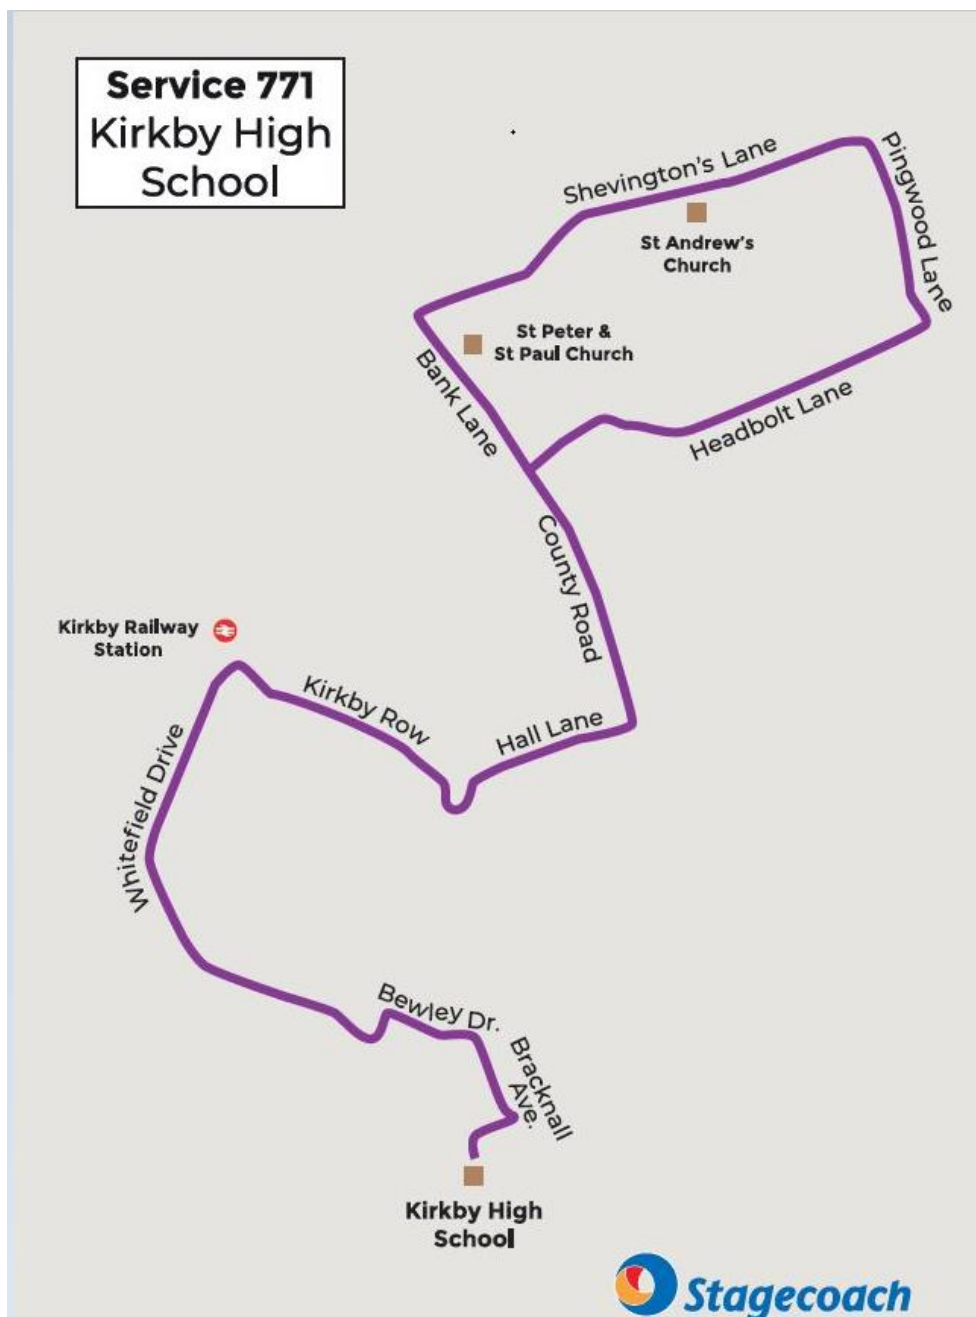 Service 771
Kirkby High
School
Shevington's Lane
Pingwood Lane
St Andrew's
Church
St Peter &
St Paul Church
Bank Lane
Headbolt Lane
County Road
Kirkby Railway
Station
Kirkby Row
Hall Lane
Whitefield Drive
Bewley Dr.
Bracknall
Ave.
Kirkby High
School
Stagecoach